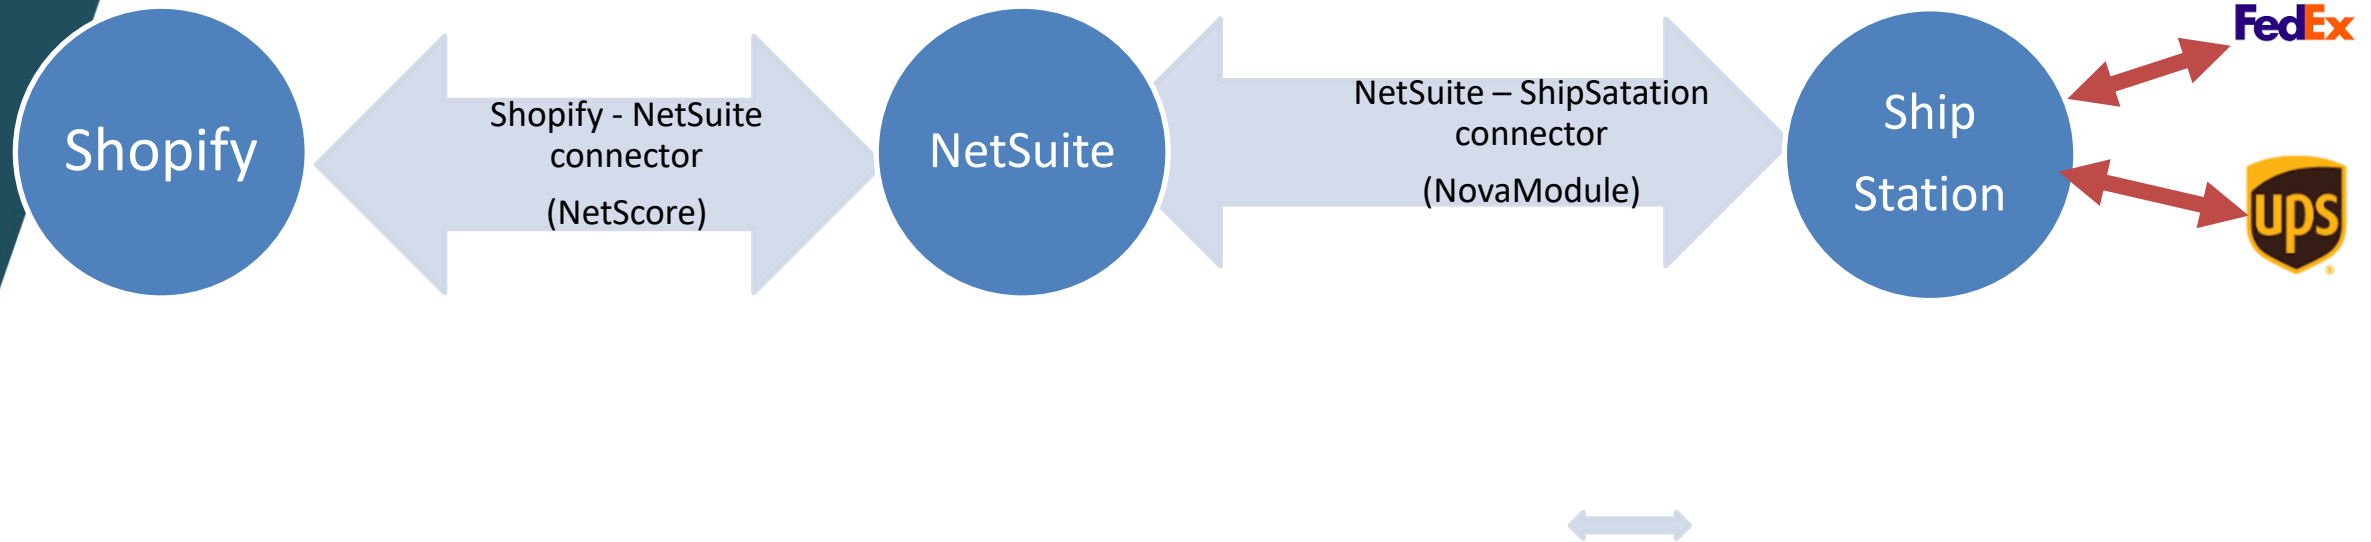 Shopify
Shopify - NetSuite
connector
(NetScore)
NetSuite
NetSuite – ShipSatation
connector
(NovaModule)
Ship
Station
FedEx
ups
®